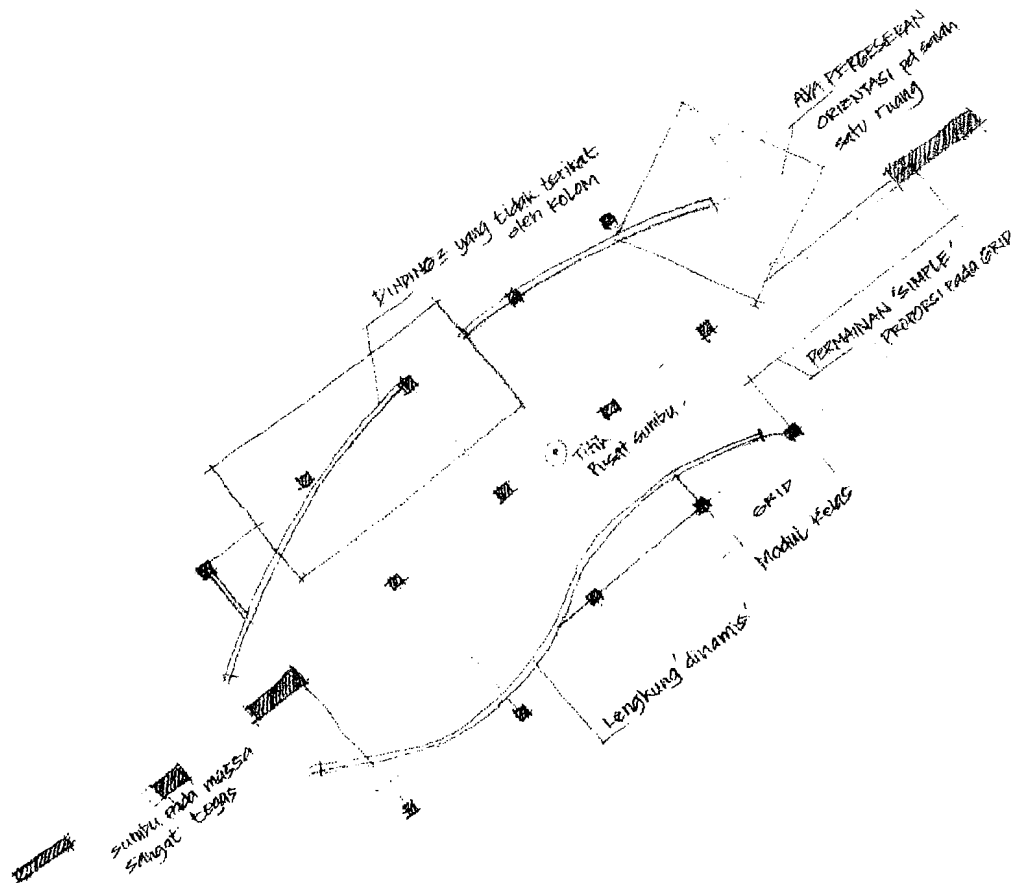 ADA PERGESERAN
ORIENTASI pd salah
satu ruang
DINDING2 yang tidak terikat
oleh KOLOM
PERMAINAN 'SIMPLE'
PROPORSI PADA GRID
Titik
Pusat sumbu.
GRID
Modul Kelas
Lengkung 'dinamis'
sumbu pada massa
sangat tegas